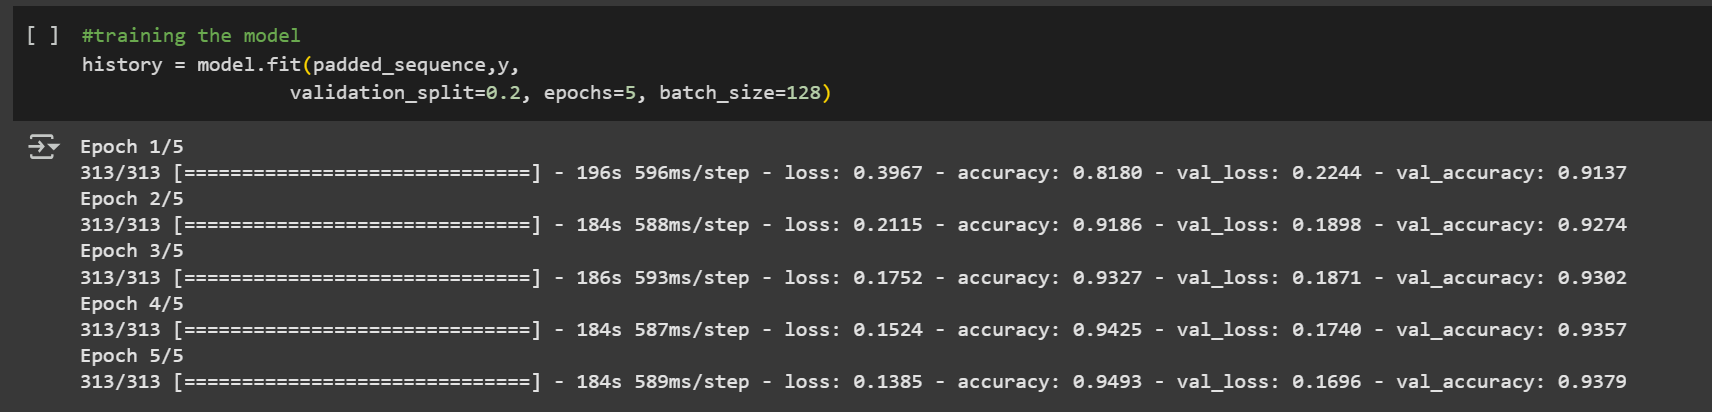 [ ] #training the model
history = model.fit(padded_sequence,y,
validation_split=0.2, epochs=5, batch_size=128)
Epoch 1/5
313/313 [==============================] - 196s 596ms/step - loss: 0.3967 - accuracy: 0.8180 - val_loss: 0.2244 - val_accuracy: 0.9137
Epoch 2/5
313/313 [==============================] - 184s 588ms/step - loss: 0.2115 - accuracy: 0.9186 - val_loss: 0.1898 - val_accuracy: 0.9274
Epoch 3/5
313/313 [==============================] - 186s 593ms/step - loss: 0.1752 - accuracy: 0.9327 - val_loss: 0.1871 - val_accuracy: 0.9302
Epoch 4/5
313/313 [==============================] - 184s 587ms/step - loss: 0.1524 - accuracy: 0.9425 - val_loss: 0.1740 - val_accuracy: 0.9357
Epoch 5/5
313/313 [==============================] - 184s 589ms/step - loss: 0.1385 - accuracy: 0.9493 - val_loss: 0.1696 - val_accuracy: 0.9379